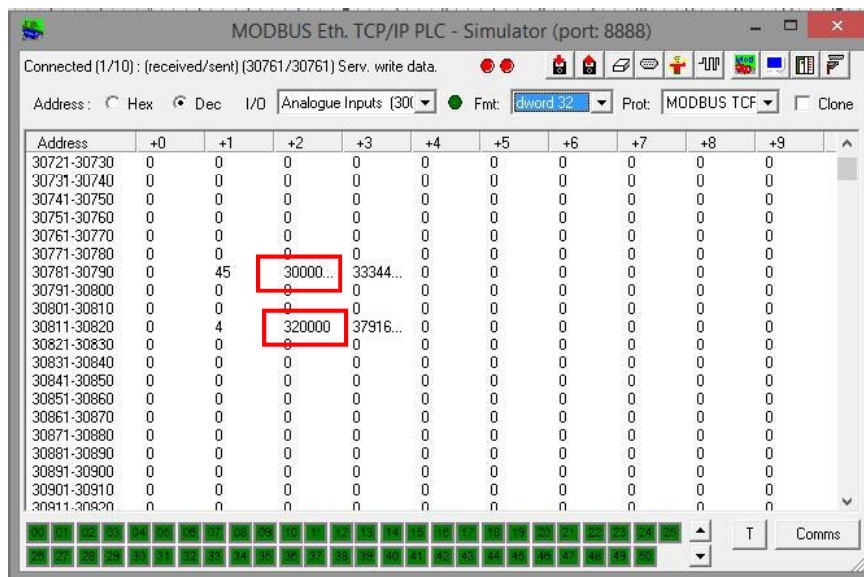 MODBUS Eth. TCP/IP PLC - Simulator (port: 8888)
Connected (1/10) : (received/sent) (30761/30761) Serv. write data.
Address : Hex Dec I/O Analogue Inputs (300 Fmt: dword 32 Prot: MODBUS TCF Clone
Address +0 +1 +2 +3 +4 +5 +6 +7 +8 +9
30721-30730 0 0 0 0 0 0 0 0 0 0
30731-30740 0 0 0 0 0 0 0 0 0 0
30741-30750 0 0 0 0 0 0 0 0 0 0
30751-30760 0 0 0 0 0 0 0 0 0 0
30761-30770 0 0 0 0 0 0 0 0 0 0
30771-30780 0 0 0 0 0 0 0 0 0 0
30781-30790 0 45 30000... 33344... 0 0 0 0 0 0
30791-30800 0 0 0 0 0 0 0 0 0 0
30801-30810 0 0 0 0 0 0 0 0 0 0
30811-30820 0 4 320000 37916... 0 0 0 0 0 0
30821-30830 0 0 0 0 0 0 0 0 0 0
30831-30840 0 0 0 0 0 0 0 0 0 0
30841-30850 0 0 0 0 0 0 0 0 0 0
30851-30860 0 0 0 0 0 0 0 0 0 0
30861-30870 0 0 0 0 0 0 0 0 0 0
30871-30880 0 0 0 0 0 0 0 0 0 0
30881-30890 0 0 0 0 0 0 0 0 0 0
30891-30900 0 0 0 0 0 0 0 0 0 0
30901-30910 0 0 0 0 0 0 0 0 0 0
30911-30920 0 0 0 0 0 0 0 0 0 0
00 01 02 03 04 05 06 07 08 09 10 11 12 13 14 15 16 17 18 19 20 21 22 23 24 25 T Comms
26 27 28 29 30 31 32 33 34 35 36 37 38 39 40 41 42 43 44 45 46 47 48 49 50